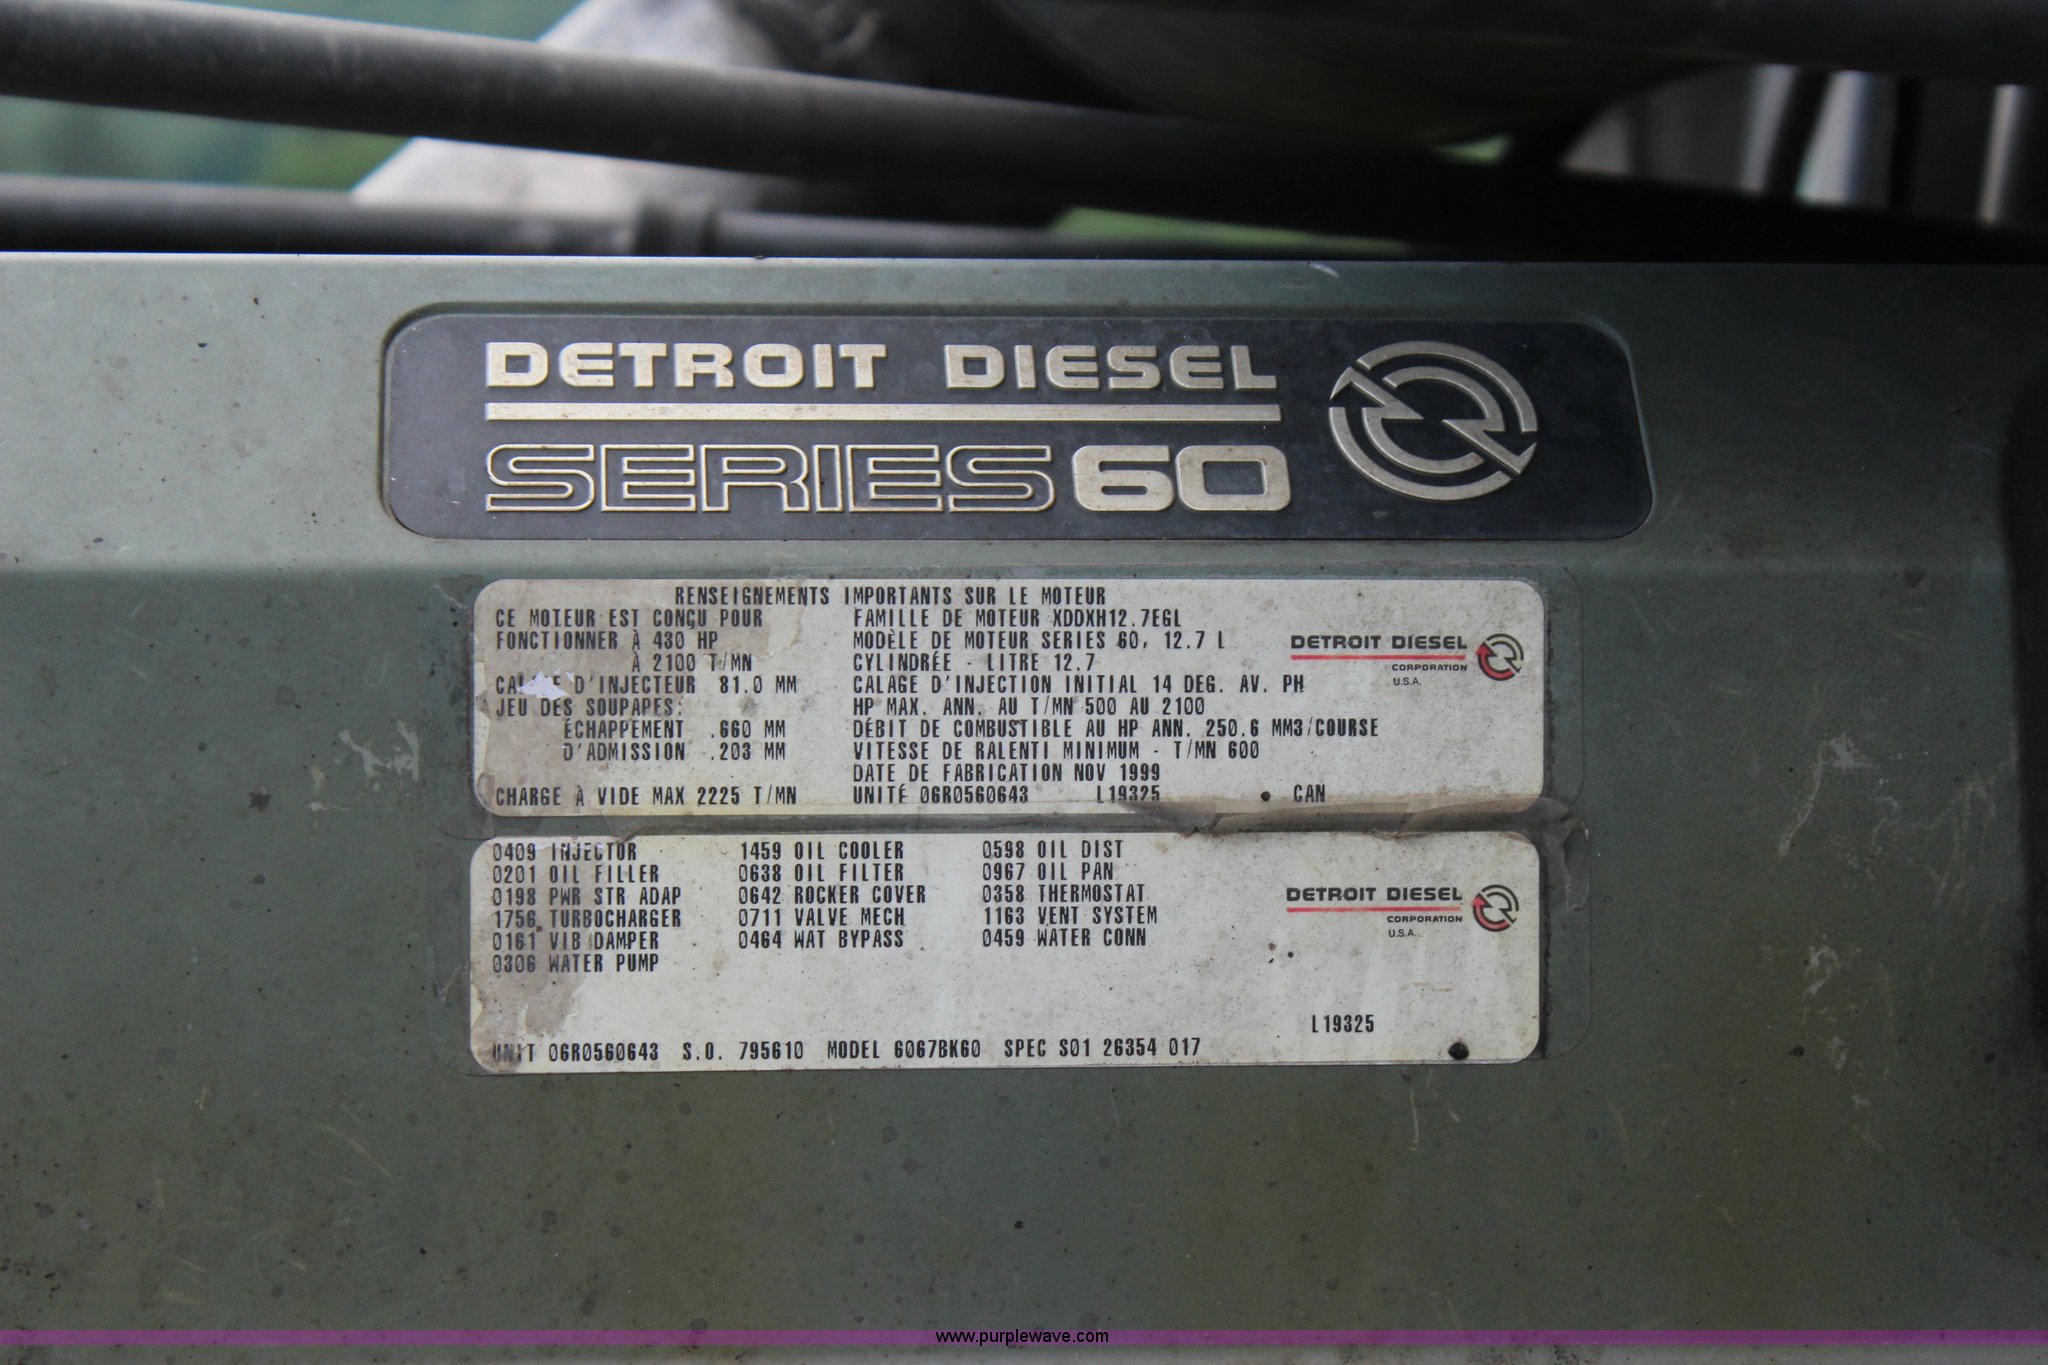 DETROIT DIESEL
SERIES 60
RENSEIGNEMENTS IMPORTANTS SUR LE MOTEUR
CE MOTEUR EST CONÇU POUR
FONCTIONNER À 430 HP
À 2100 T/MN
CALAGE D'INJECTEUR 81.0 MM
JEU DES SOUPAPES:
ÉCHAPPEMENT .660 MM
D'ADMISSION .203 MM
CHARGE À VIDE MAX 2225 T/MN
FAMILLE DE MOTEUR XDDXH12.7EGL
MODÈLE DE MOTEUR SERIES 60, 12.7 L
CYLINDRÉE - LITRE 12.7
CALAGE D'INJECTION INITIAL 14 DEG. AV. PH
HP MAX. ANN. AU T/MN 500 AU 2100
DÉBIT DE COMBUSTIBLE AU HP ANN. 250.6 MM3/COURSE
VITESSE DE RALENTI MINIMUM - T/MN 600
DATE DE FABRICATION NOV 1999
UNITÉ 06R0560643 L19325 CAN
DETROIT DIESEL
CORPORATION
U.S.A.
0409 INJECTOR 1459 OIL COOLER 0598 OIL DIST
0201 OIL FILLER 0638 OIL FILTER 0967 OIL PAN
0198 PWR STR ADAP 0642 ROCKER COVER 0358 THERMOSTAT
1756 TURBOCHARGER 0711 VALVE MECH 1163 VENT SYSTEM
0161 VIB DAMPER 0464 WAT BYPASS 0459 WATER CONN
0306 WATER PUMP
DETROIT DIESEL
CORPORATION
U.S.A.
L19325
UNIT 06R0560643 S.O. 795610 MODEL 6067BK60 SPEC S01 26354 017
www.purplewave.com